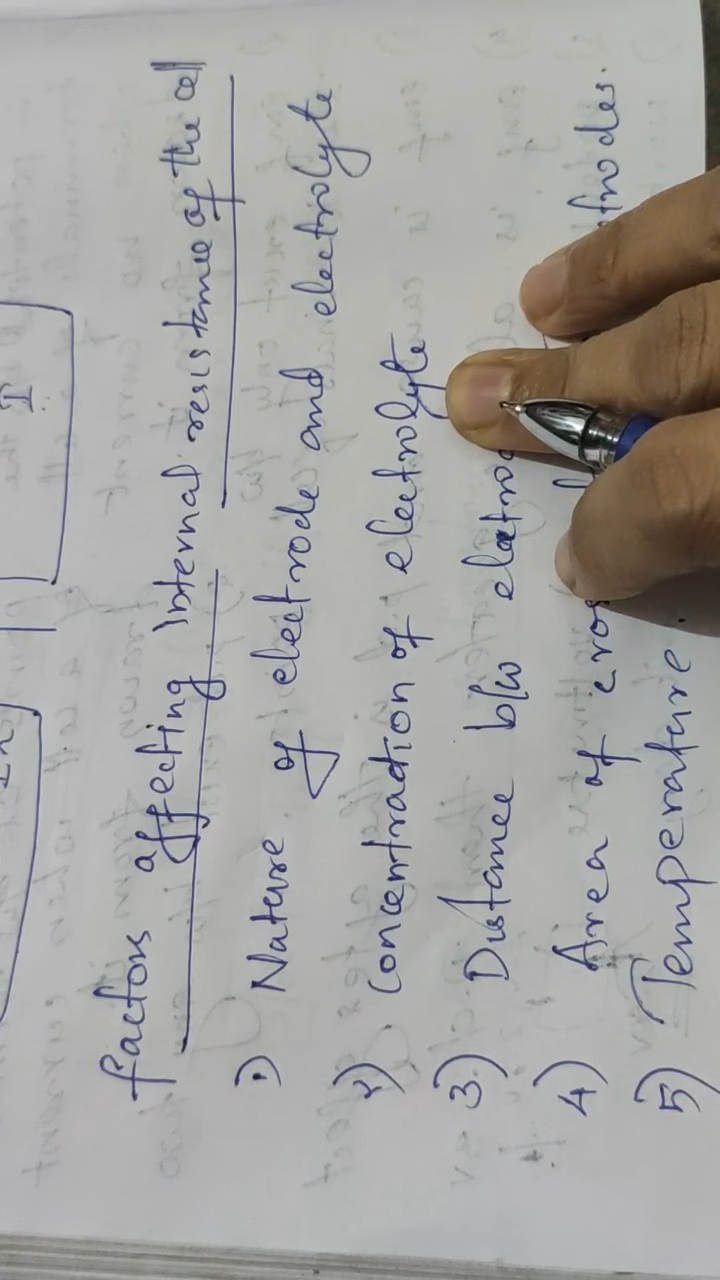 factors affecting internal resistance of the cell
1) Nature of electrode and electrolyte
2) Concentration of electrolyte
3) Distance b/w
4) Area of
5) Temperature.
I